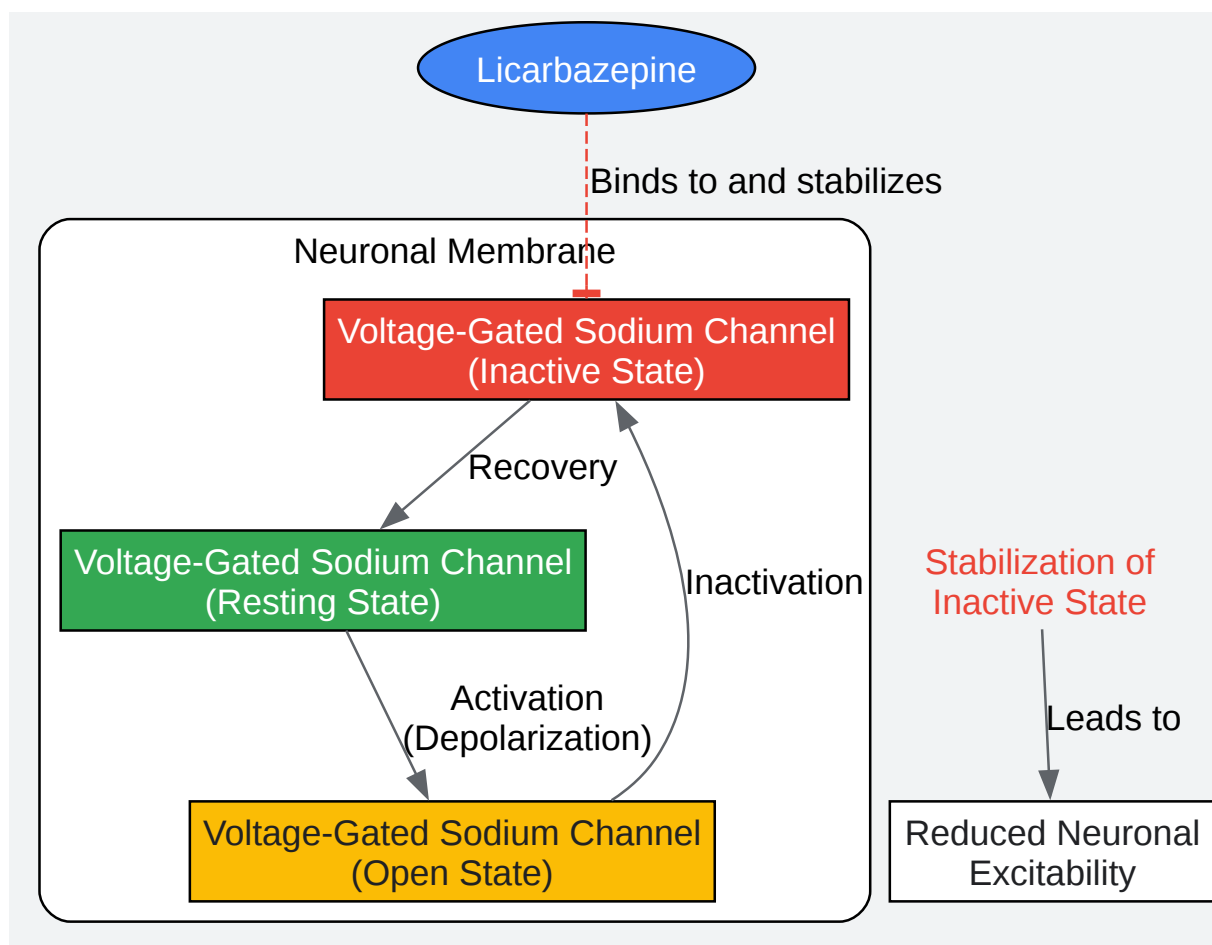 Licarbazepine
Binds to and stabilizes
Neuronal Membrane
Voltage-Gated Sodium Channel
(Inactive State)
Recovery
Voltage-Gated Sodium Channel
(Resting State)
Inactivation
Stabilization of
Inactive State
Activation
(Depolarization)
Leads to
Voltage-Gated Sodium Channel
(Open State)
Reduced Neuronal
Excitability